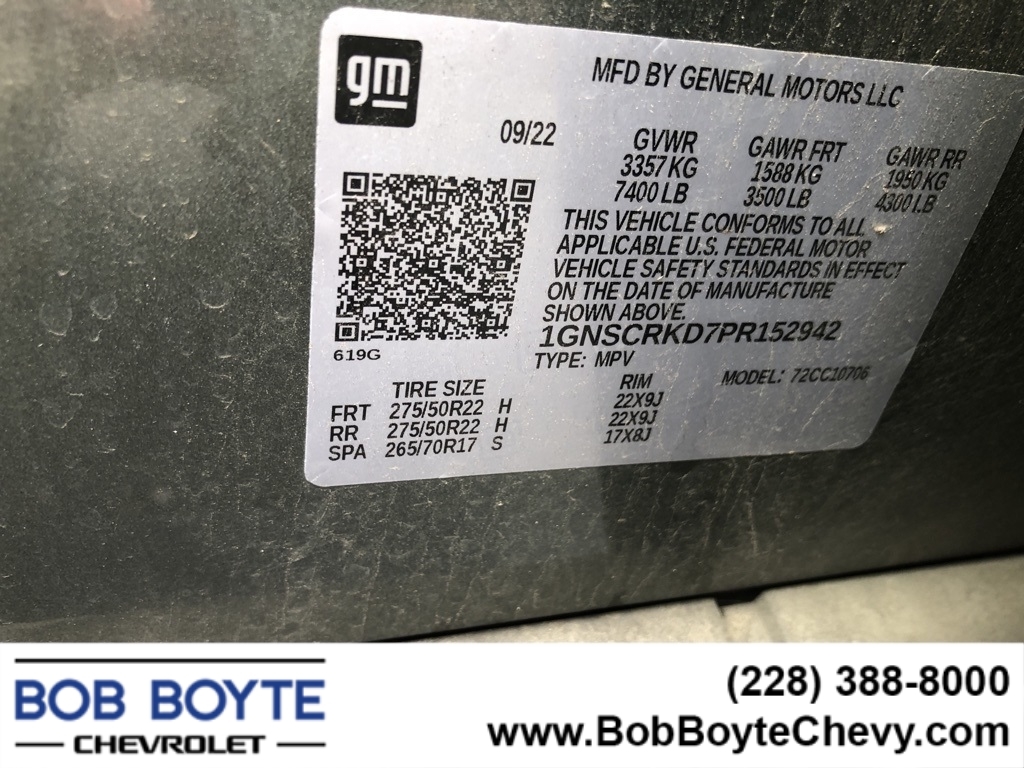 gm
MFD BY GENERAL MOTORS LLC
09/22
GVWR GAWR FRT GAWR RR
3357 KG 1588 KG 1950 KG
7400 LB 3500 LB 4300 LB
THIS VEHICLE CONFORMS TO ALL
APPLICABLE U.S. FEDERAL MOTOR
VEHICLE SAFETY STANDARDS IN EFFECT
ON THE DATE OF MANUFACTURE
SHOWN ABOVE.
1GNSCRKD7PR152942
619G
TYPE: MPV
MODEL: 72CC10706
TIRE SIZE RIM
FRT 275/50R22 H 22X9J
RR 275/50R22 H 22X9J
SPA 265/70R17 S 17X8J
BOB BOYTE
CHEVROLET
(228) 388-8000
www.BobBoyteChevy.com